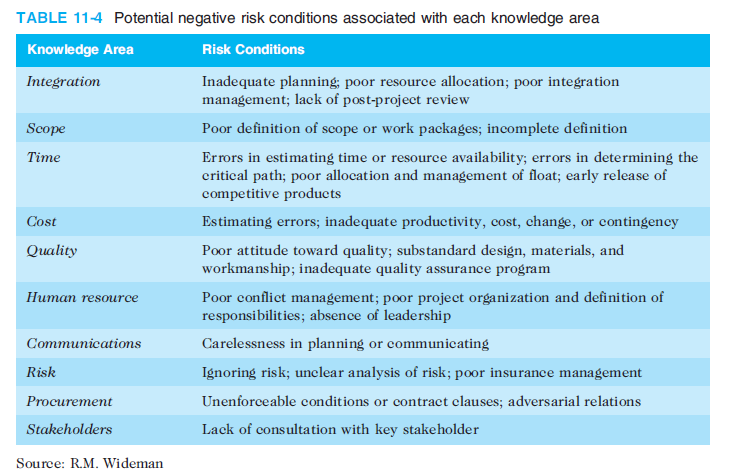 TABLE 11-4 Potential negative risk conditions associated with each knowledge area
Knowledge Area Risk Conditions
Integration Inadequate planning; poor resource allocation; poor integration
management; lack of post-project review
Scope Poor definition of scope or work packages; incomplete definition
Time Errors in estimating time or resource availability; errors in determining the
critical path; poor allocation and management of float; early release of
competitive products
Cost Estimating errors; inadequate productivity, cost, change, or contingency
Quality Poor attitude toward quality; substandard design, materials, and
workmanship; inadequate quality assurance program
Human resource Poor conflict management; poor project organization and definition of
responsibilities; absence of leadership
Communications Carelessness in planning or communicating
Risk Ignoring risk; unclear analysis of risk; poor insurance management
Procurement Unenforceable conditions or contract clauses; adversarial relations
Stakeholders Lack of consultation with key stakeholder
Source: R.M. Wideman